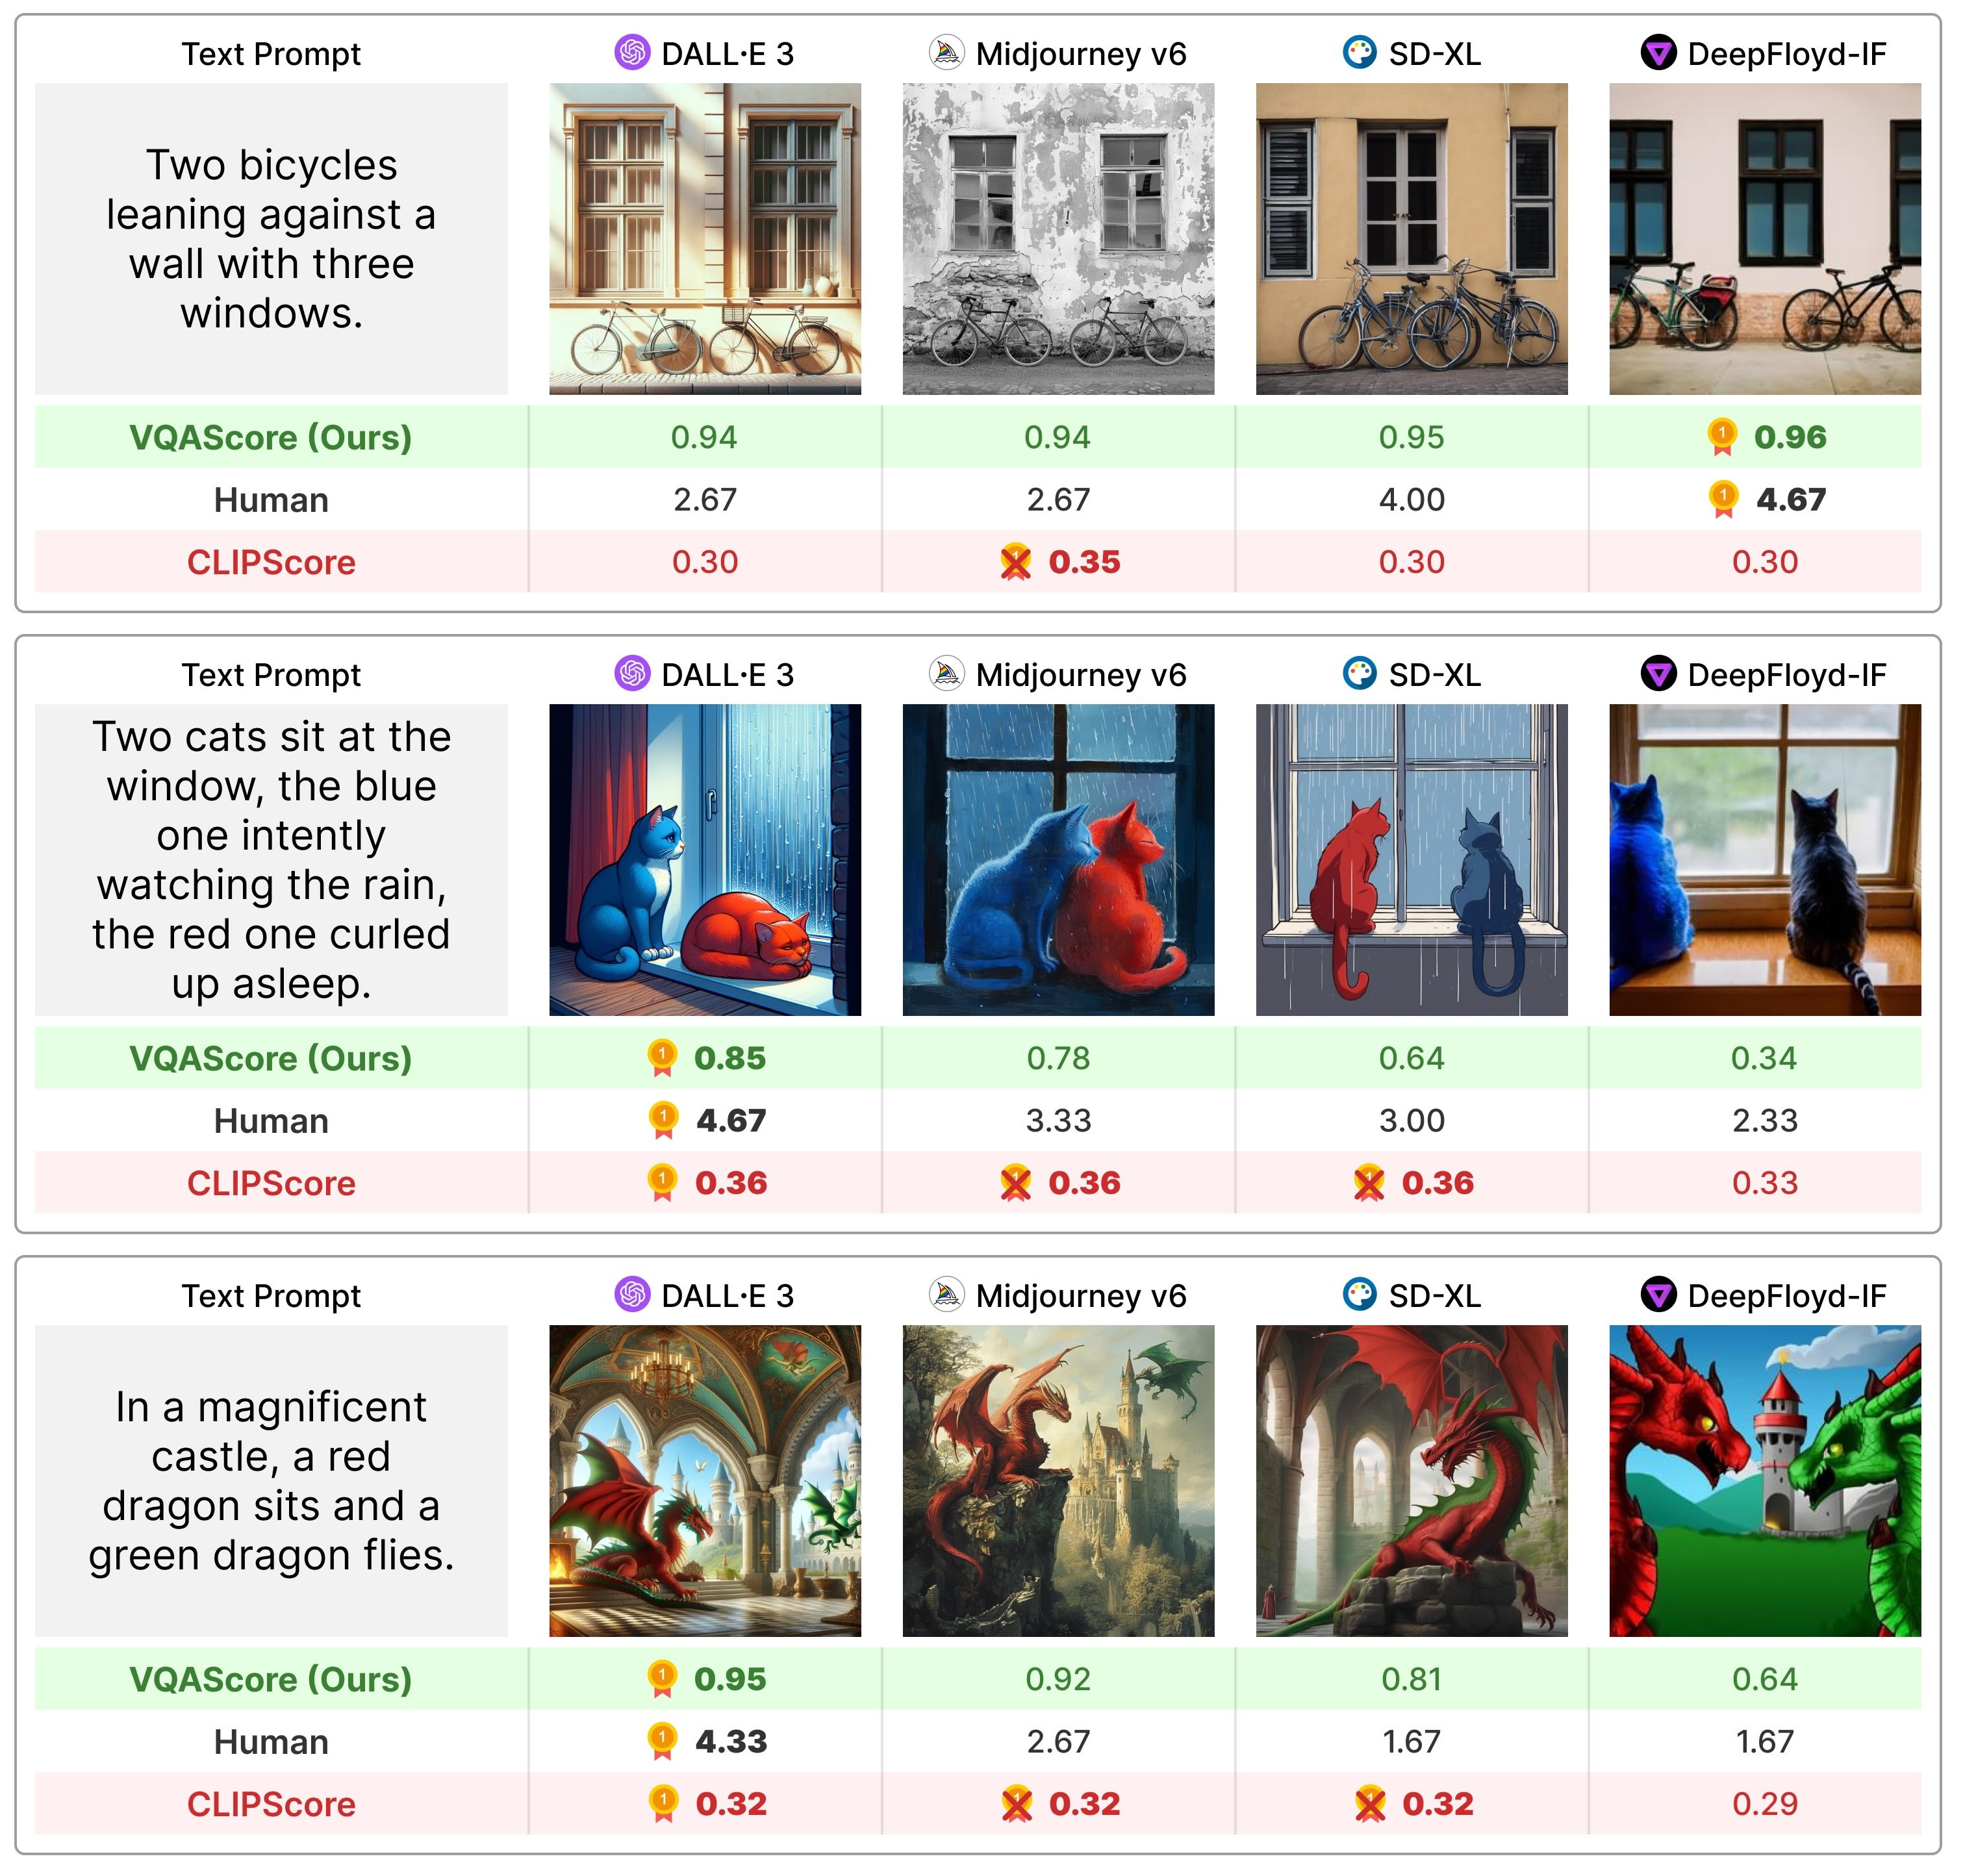 Text Prompt DALL·E 3 Midjourney v6 SD-XL DeepFloyd-IF
Two bicycles
leaning against a
wall with three
windows.
VQAScore (Ours) 0.94 0.94 0.95 1 0.96
Human 2.67 2.67 4.00 1 4.67
CLIPScore 0.30 1 0.35 0.30 0.30
Text Prompt DALL·E 3 Midjourney v6 SD-XL DeepFloyd-IF
Two cats sit at the
window, the blue
one intently
watching the rain,
the red one curled
up asleep.
VQAScore (Ours) 1 0.85 0.78 0.64 0.34
Human 1 4.67 3.33 3.00 2.33
CLIPScore 1 0.36 1 0.36 1 0.36 0.33
Text Prompt DALL·E 3 Midjourney v6 SD-XL DeepFloyd-IF
In a magnificent
castle, a red
dragon sits and a
green dragon flies.
VQAScore (Ours) 1 0.95 0.92 0.81 0.64
Human 1 4.33 2.67 1.67 1.67
CLIPScore 1 0.32 1 0.32 1 0.32 0.29